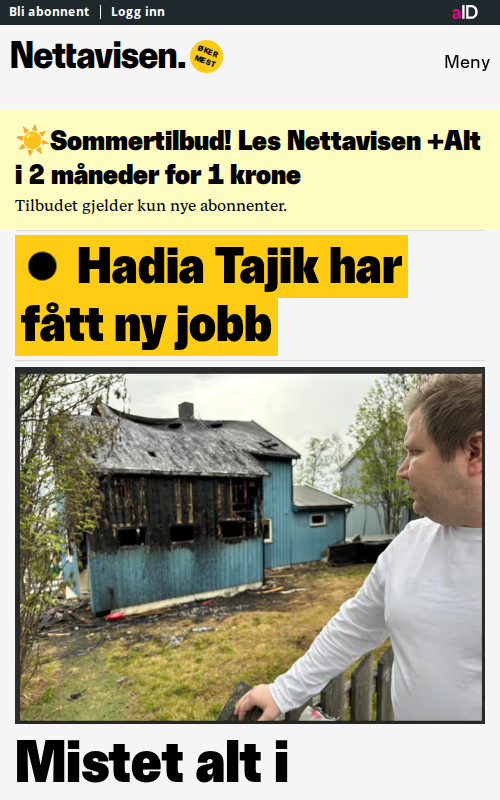 Bli abonnent | Logg inn
aID
Nettavisen.
ØKER
MEST
Meny
☀️Sommertilbud! Les Nettavisen +Alt
i 2 måneder for 1 krone
Tilbudet gjelder kun nye abonnenter.
● Hadia Tajik har
fått ny jobb
Mistet alt i